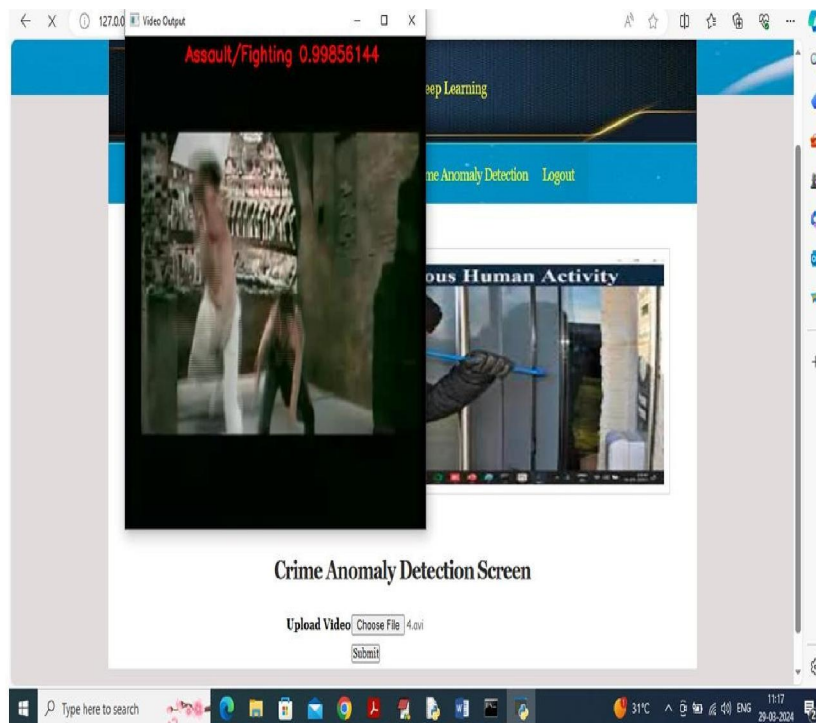 127.0.0
Video Output
Assault/Fighting 0.99856144
eep Learning
me Anomaly Detection Logout
ous Human Activity
Crime Anomaly Detection Screen
Upload Video Choose File 4.avi
Submit
Type here to search
31°C ENG 11:17
29-03-2024